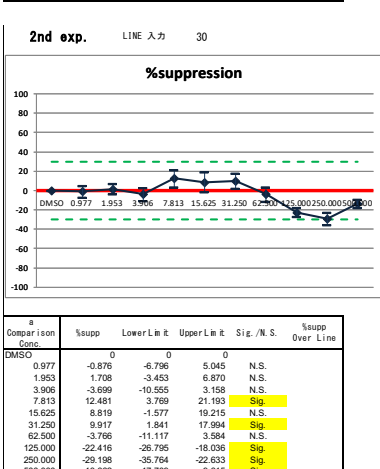 2nd exp. LINE 入力 30
%suppression
100
80
60
40
20
0
DMSO 0.977 1.953 3.906 7.813 15.625 31.250 62.500 125.000 250.000 500.000
-20
-40
-60
-80
-100
a
Comparison Conc. %supp LowerLimit UpperLimit Sig./N.S. %supp Over Line
DMSO 0 0 0
0.977 -0.876 -6.796 5.045 N.S.
1.953 1.708 -3.453 6.870 N.S.
3.906 -3.699 -10.555 3.158 N.S.
7.813 12.481 3.769 21.193 Sig.
15.625 8.819 -1.577 19.215 N.S.
31.250 9.917 1.841 17.994 Sig.
62.500 -3.766 -11.117 3.584 N.S.
125.000 -22.416 -26.795 -18.036 Sig.
250.000 -29.198 -35.764 -22.633 Sig.